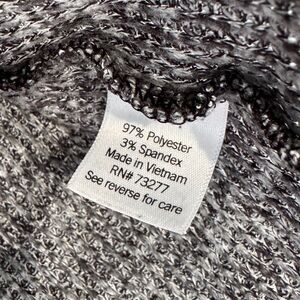 97% Polyester
3% Spandex
Made in Vietnam
RN# 73277
See reverse for care